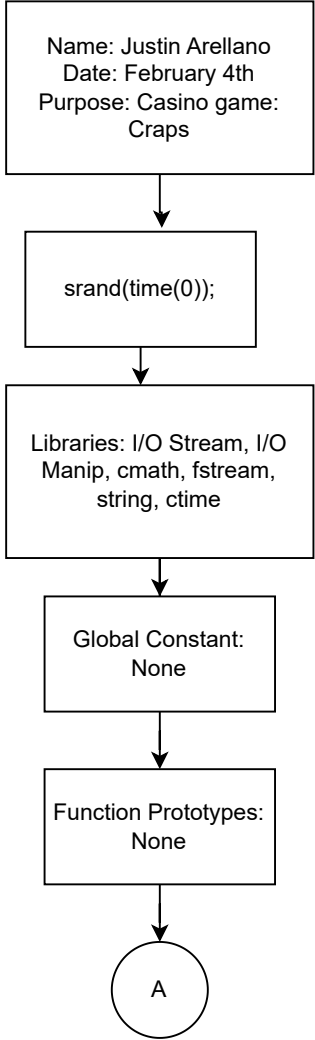 Name: Justin Arellano
Date: February 4th
Purpose: Casino game:
Craps
srand(time(0));
Libraries: I/O Stream, I/O
Manip, cmath, fstream,
string, ctime
Global Constant:
None
Function Prototypes:
None
A